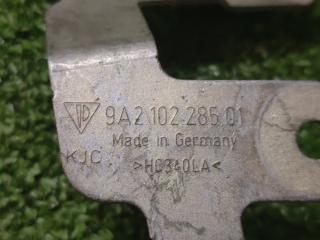 9A2.102.285.01
Made in Germany
KJC
>HC340LA<